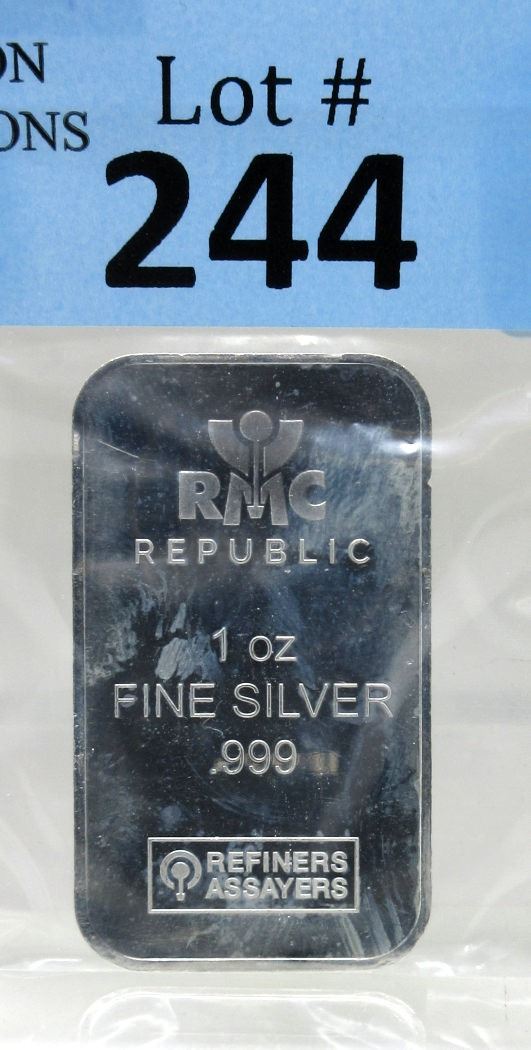 ON
ONS
Lot #
244
RMC
REPUBLIC
1 oz
FINE SILVER
.999
REFINERS
ASSAYERS